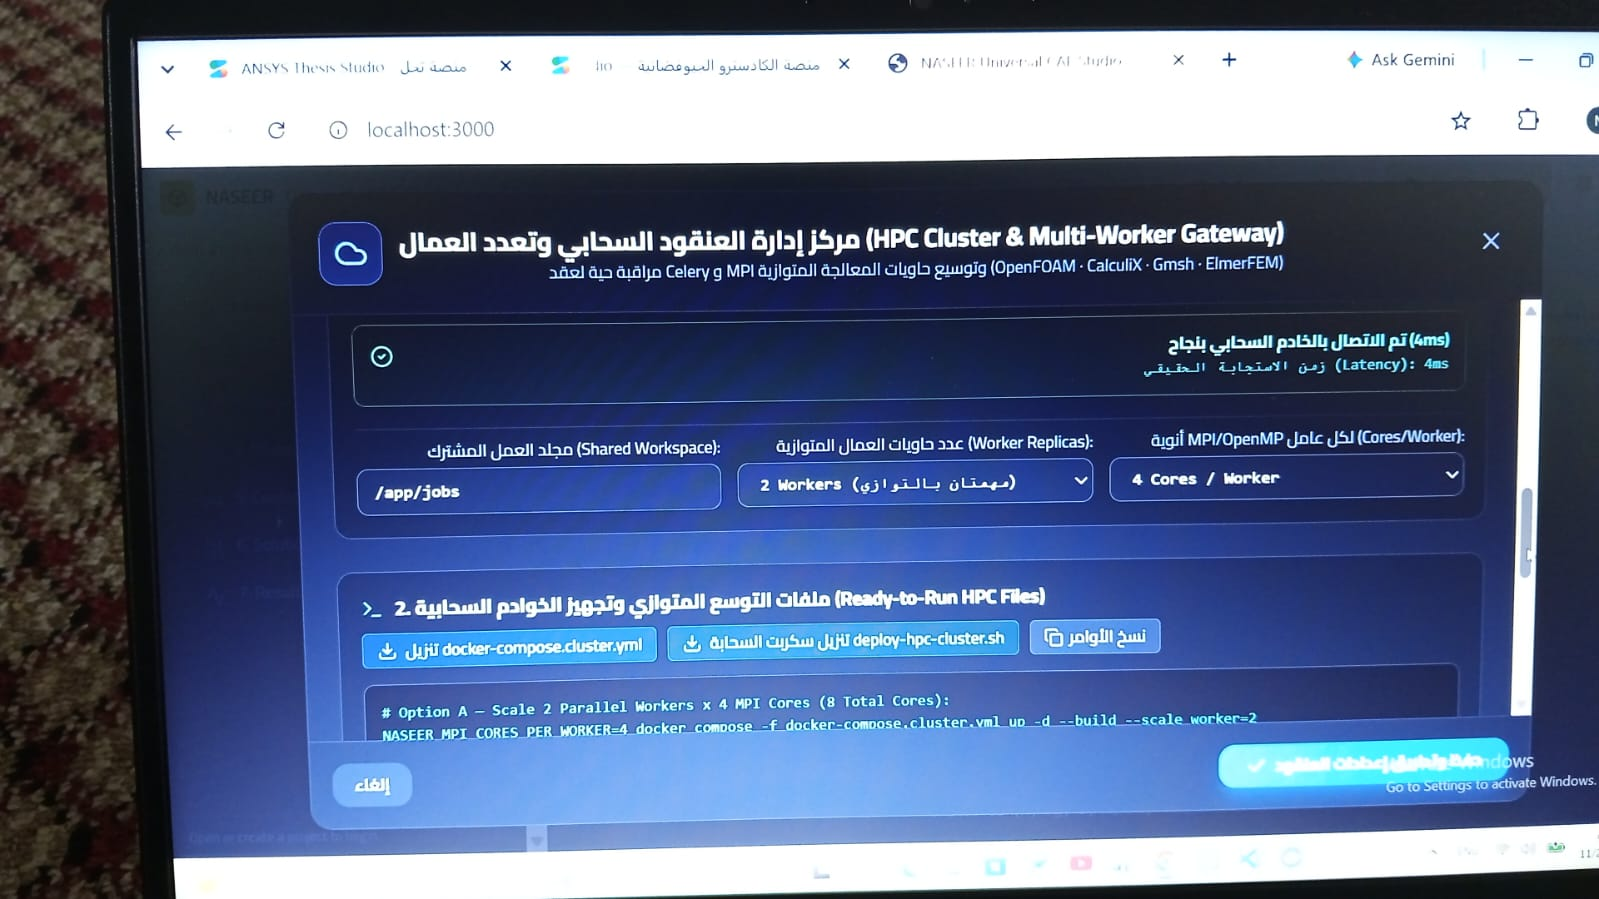 ANSYS Thesis Studio
منصة
Ask Gemini
localhost:3000
NASEER
مركز إدارة العنقود السحابي وتعدد العمال (HPC Cluster & Multi-Worker Gateway)
مراقبة حية لعقد Celery و MPI وتوسيع حاويات المعالجة المتوازية (OpenFOAM · CalculiX · Gmsh · ElmerFEM)
تم الاتصال بالخادم السحابي بنجاح (4ms)
زمن الاستجابة الحقيقي (Latency): 4ms
أنوية MPI/OpenMP لكل عامل (Cores/Worker):
عدد حاويات العمال المتوازية (Worker Replicas):
مجلد العمل المشترك (Shared Workspace):
4 Cores / Worker
2 Workers (مهمتان بالتوازي)
/app/jobs
>_ 2. ملفات التوسع المتوازي وتجهيز الخوادم السحابية (Ready-to-Run HPC Files)
تنزيل docker-compose.cluster.yml
تنزيل سكربت السحابة deploy-hpc-cluster.sh
نسخ الأوامر
# Option A — Scale 2 Parallel Workers x 4 MPI Cores (8 Total Cores):
NASEER_MPI_CORES_PER_WORKER=4 docker compose -f docker-compose.cluster.yml up -d --build --scale worker=2
إلغاء
Go to Settings to activate Windows.